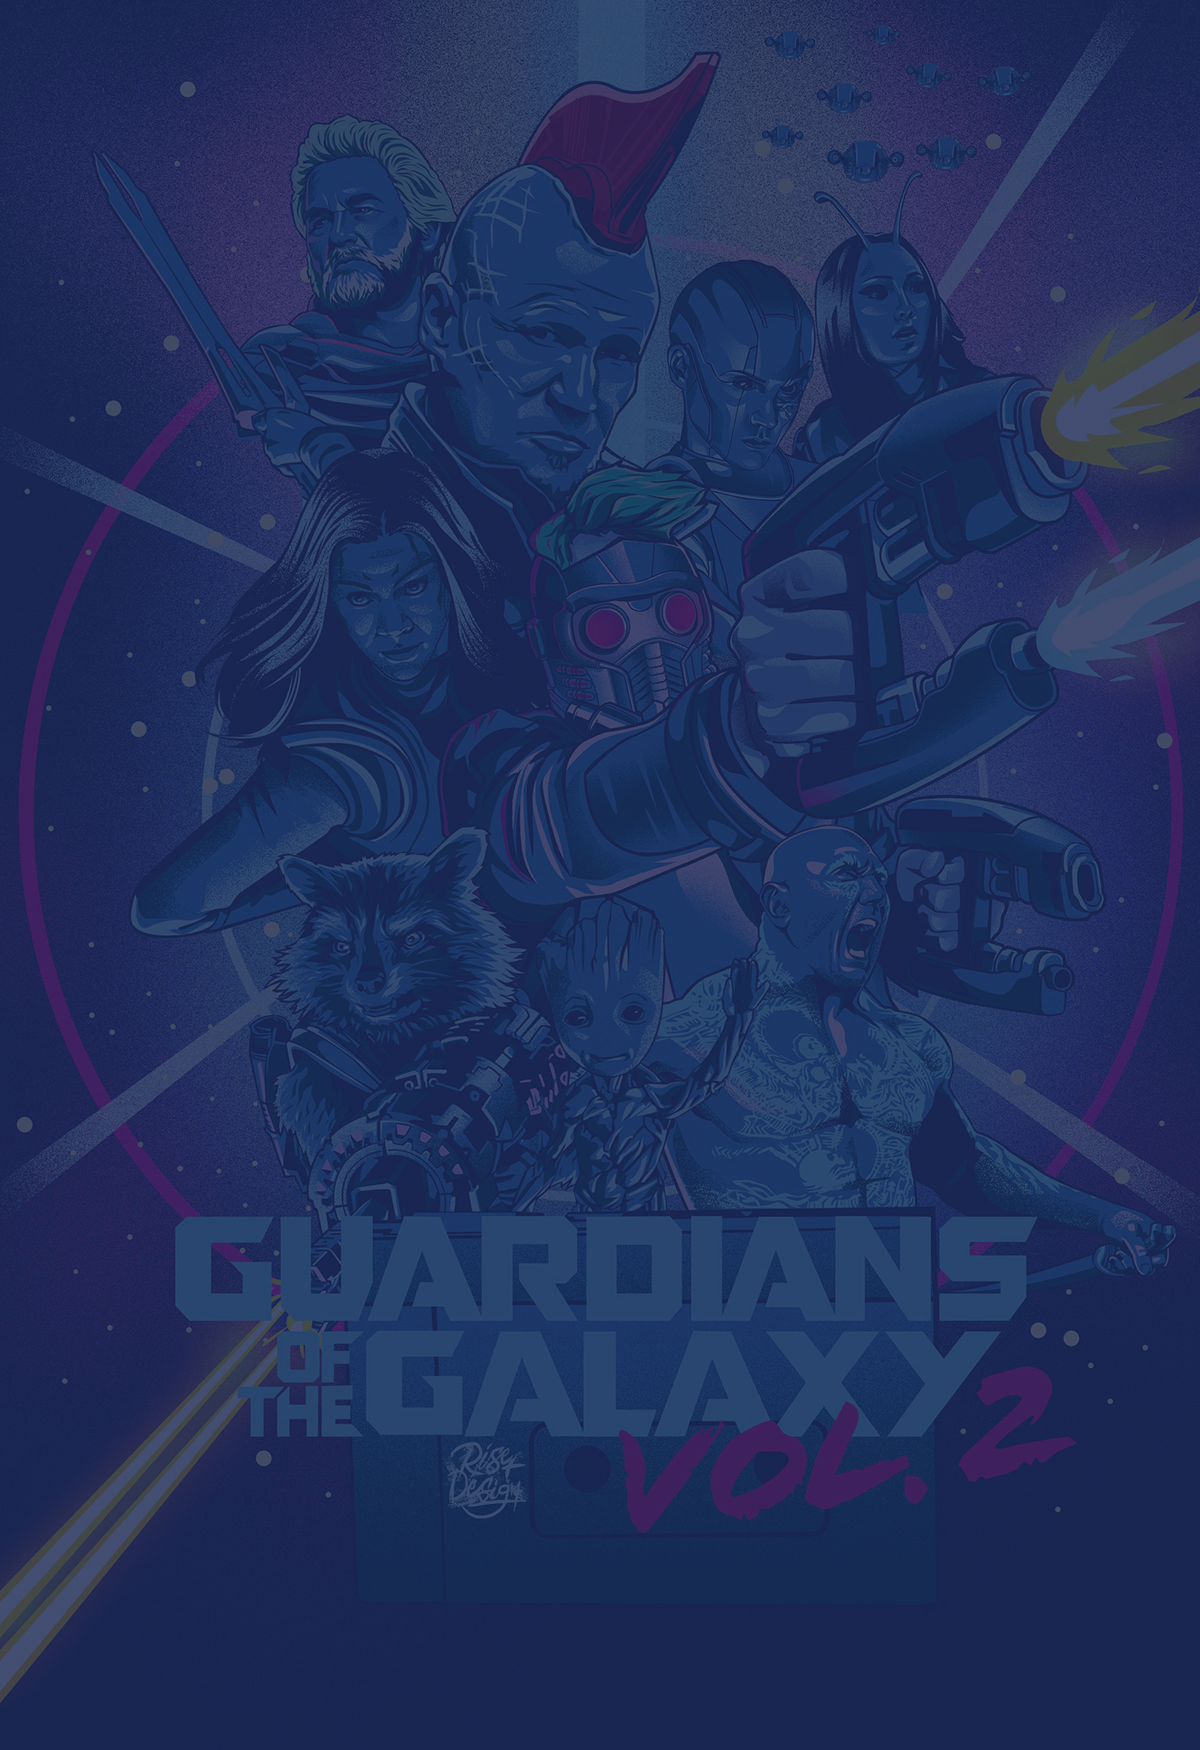 GUARDIANS
OF THE GALAXY
VOL. 2
Rise
Design